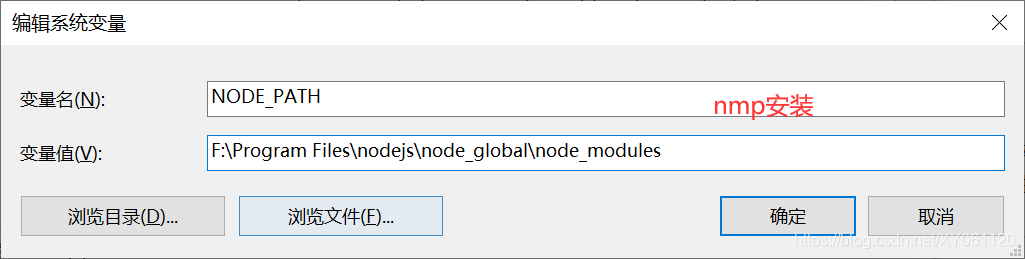 编辑系统变量
变量名(N):
NODE_PATH
nmp安装
变量值(V):
F:\Program Files\nodejs\node_global\node_modules
浏览目录(D)...
浏览文件(F)...
确定
取消
https://blog.csdn.net/XY061120